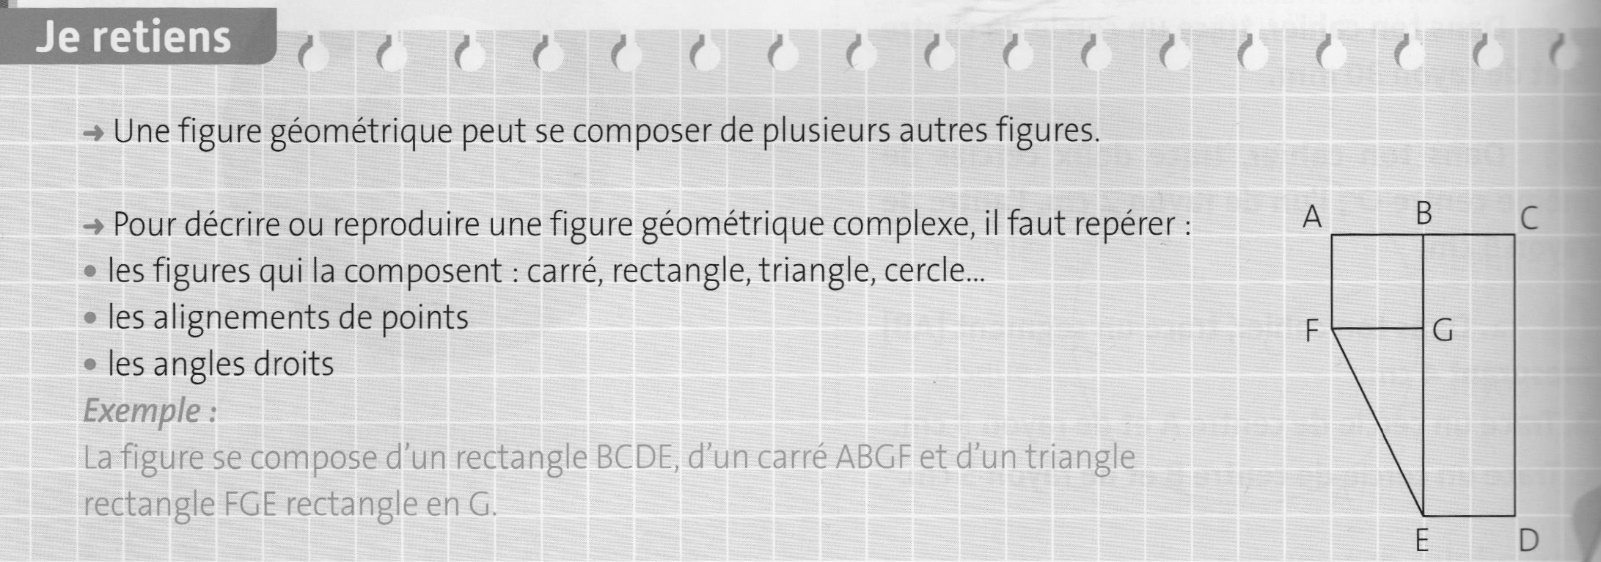 Je retiens
→ Une figure géométrique peut se composer de plusieurs autres figures.
→ Pour décrire ou reproduire une figure géométrique complexe, il faut repérer :
• les figures qui la composent : carré, rectangle, triangle, cercle...
• les alignements de points
• les angles droits
Exemple :
La figure se compose d'un rectangle BCDE, d'un carré ABGF et d'un triangle
rectangle FGE rectangle en G.
A B C
F G
E D